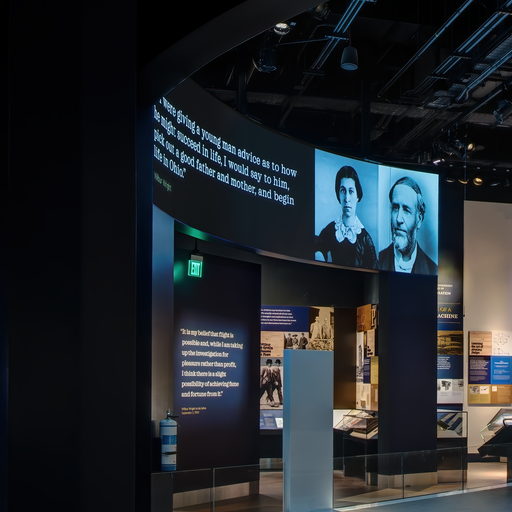 were giving a young man advice as to how
he might succeed in life, I would say to him,
pick out a good father and mother, and begin
life in Ohio."
Wilbur Wright
EXIT
"It is my belief that flight is
possible and, while I am taking
up the investigation for
pleasure rather than profit,
I think there is a slight
possibility of achieving fame
and fortune from it."
OF A
MACHINE